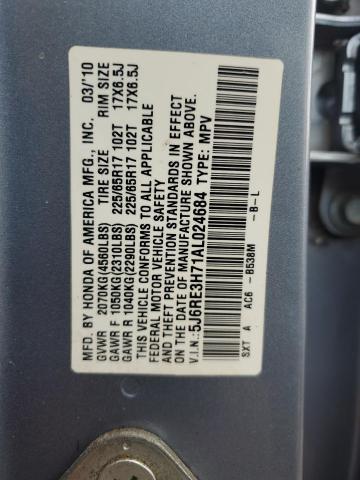 MFD. BY HONDA OF AMERICA MFG., INC. 03/'10
GVWR 2070KG(4560LBS) TIRE SIZE RIM SIZE
GAWR F 1050KG(2310LBS) 225/65R17 102T 17X6.5J
GAWR R 1040KG(2290LBS) 225/65R17 102T 17X6.5J
THIS VEHICLE CONFORMS TO ALL APPLICABLE
FEDERAL MOTOR VEHICLE SAFETY
AND THEFT PREVENTION STANDARDS IN EFFECT
ON THE DATE OF MANUFACTURE SHOWN ABOVE.
V.I.N.:5J6RE3H71AL024684 TYPE: MPV
SXT A AC6 -B538M -B-L